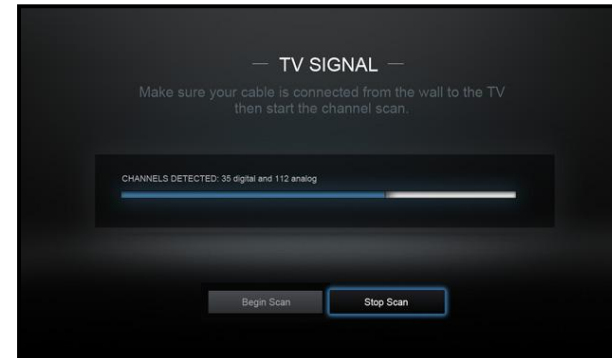 — TV SIGNAL —
Make sure your cable is connected from the wall to the TV
then start the channel scan.
CHANNELS DETECTED: 35 digital and 112 analog
Begin Scan
Stop Scan